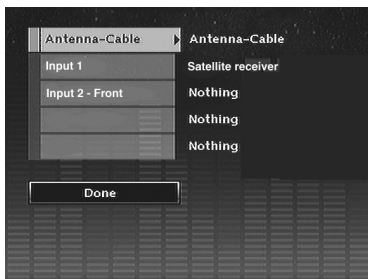 Antenna-Cable Antenna-Cable
Input 1 Satellite receiver
Input 2 - Front Nothing
Nothing
Nothing
Done